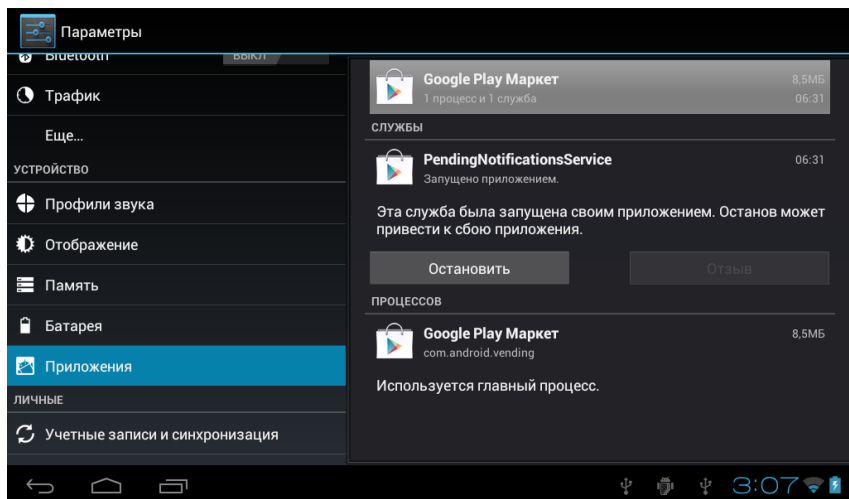 Параметры
Bluetooth
ВЫКЛ
Трафик
Еще...
УСТРОЙСТВО
Профили звука
Отображение
Память
Батарея
Приложения
ЛИЧНЫЕ
Учетные записи и синхронизация
Google Play Маркет
8,5МБ
1 процесс и 1 служба
06:31
СЛУЖБЫ
PendingNotificationsService
06:31
Запущено приложением.
Эта служба была запущена своим приложением. Останов может
привести к сбою приложения.
Остановить
Отзыв
ПРОЦЕССОВ
Google Play Маркет
8,5МБ
com.android.vending
Используется главный процесс.
3:07